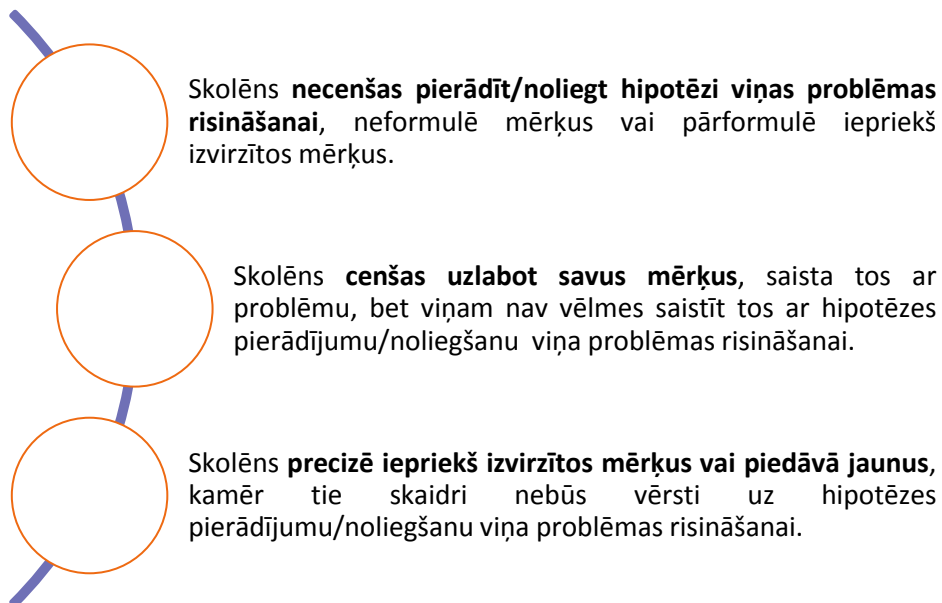 Skolēns necenšas pierādīt/noliegt hipotēzi viņas problēmas
risināšanai, neformulē mērķus vai pārformulē iepriekš
izvirzītos mērķus.
Skolēns cenšas uzlabot savus mērķus, saista tos ar
problēmu, bet viņam nav vēlmes saistīt tos ar hipotēzes
pierādījumu/noliegšanu viņa problēmas risināšanai.
Skolēns precizē iepriekš izvirzītos mērķus vai piedāvā jaunus,
kamēr tie skaidri nebūs vērsti uz hipotēzes
pierādījumu/noliegšanu viņa problēmas risināšanai.